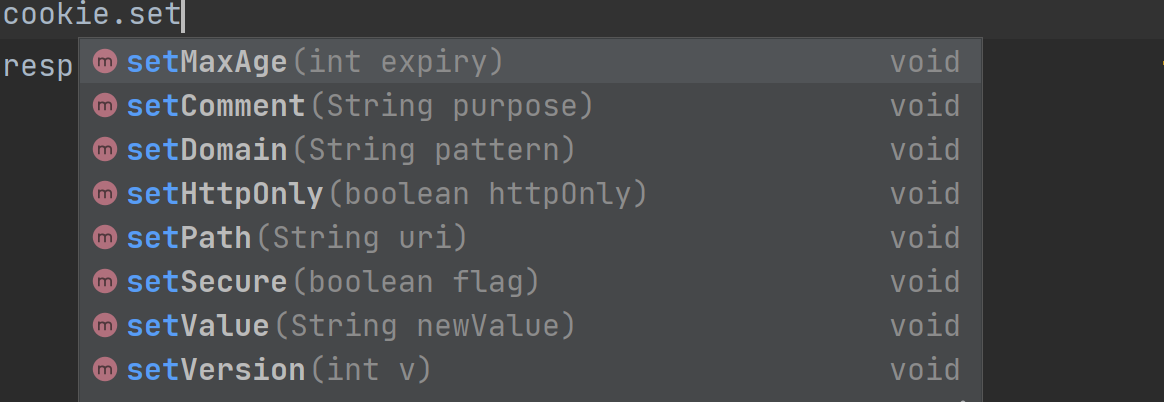 cookie.set
resp
m setMaxAge(int expiry) void
m setComment(String purpose) void
m setDomain(String pattern) void
m setHttpOnly(boolean httpOnly) void
m setPath(String uri) void
m setSecure(boolean flag) void
m setValue(String newValue) void
m setVersion(int v) void